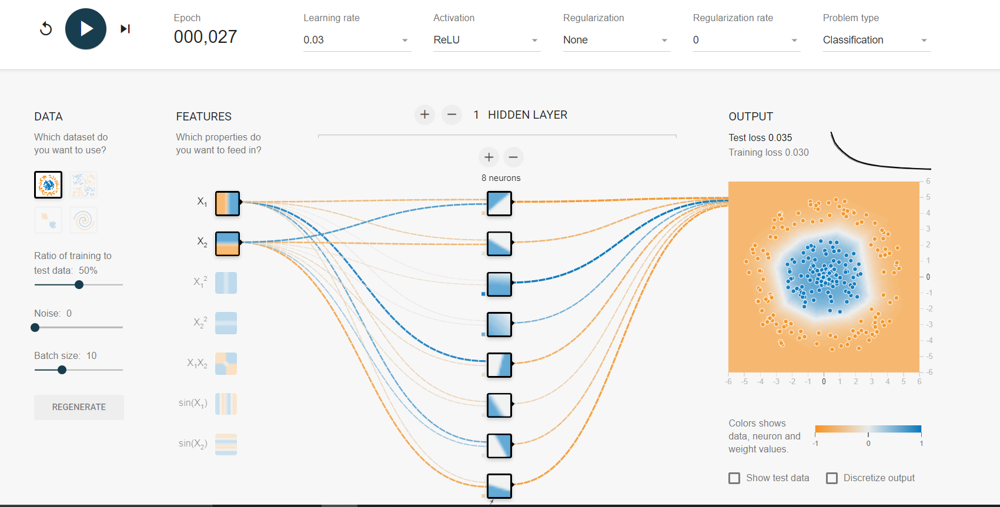 Epoch
000,027
Learning rate
0.03
Activation
ReLU
Regularization
None
Regularization rate
0
Problem type
Classification
DATA
Which dataset do
you want to use?
Ratio of training to
test data: 50%
Noise: 0
Batch size: 10
REGENERATE
FEATURES
Which properties do
you want to feed in?
X1
X2
X1²
X2²
X1X2
sin(X1)
sin(X2)
+ − 1 HIDDEN LAYER
+ −
8 neurons
OUTPUT
Test loss 0.035
Training loss 0.030
6
5
4
3
2
1
0
-1
-2
-3
-4
-5
-6
-6 -5 -4 -3 -2 -1 0 1 2 3 4 5 6
Colors shows
data, neuron and
weight values.
-1 0 1
Show test data
Discretize output